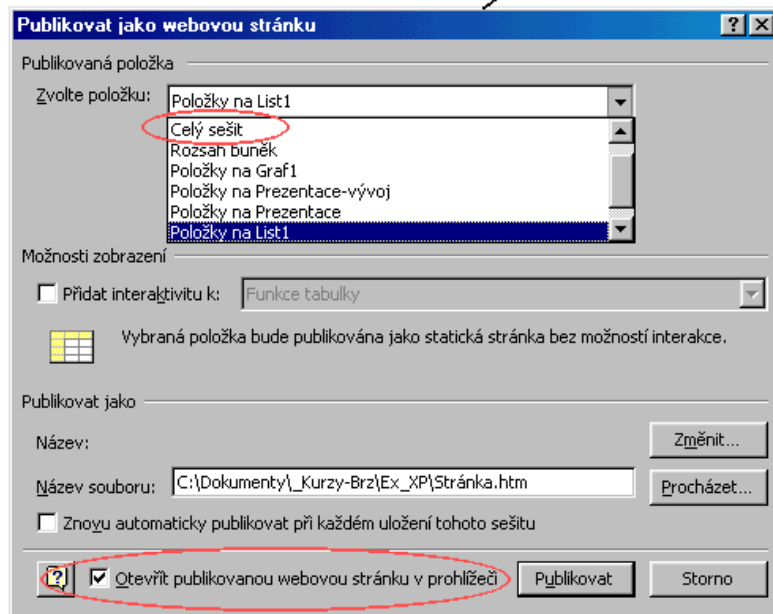 Publikovat jako webovou stránku
Publikovaná položka
Zvolte položku: Položky na List1
Celý sešit
Rozsah buněk
Položky na Graf1
Položky na Prezentace-vývoj
Položky na Prezentace
Položky na List1
Možnosti zobrazení
Přidat interaktivitu k: Funkce tabulky
Vybraná položka bude publikována jako statická stránka bez možností interakce.
Publikovat jako
Název: Změnit...
Název souboru: C:\Dokumenty\_Kurzy-Brz\Ex_XP\Stránka.htm Procházet...
Znovu automaticky publikovat při každém uložení tohoto sešitu
Otevřít publikovanou webovou stránku v prohlížeči Publikovat Storno